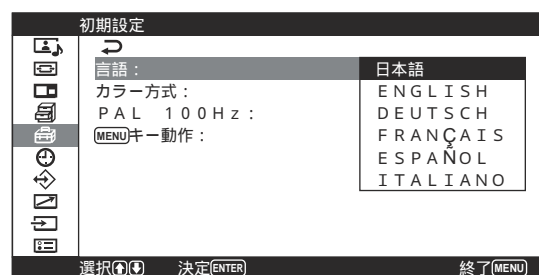 初期設定
言語：
日本語
カラー方式：
ENGLISH
PAL 100Hz：
DEUTSCH
MENUキー動作：
FRANÇAIS
ESPAÑOL
ITALIANO
選択 決定ENTER 終了MENU